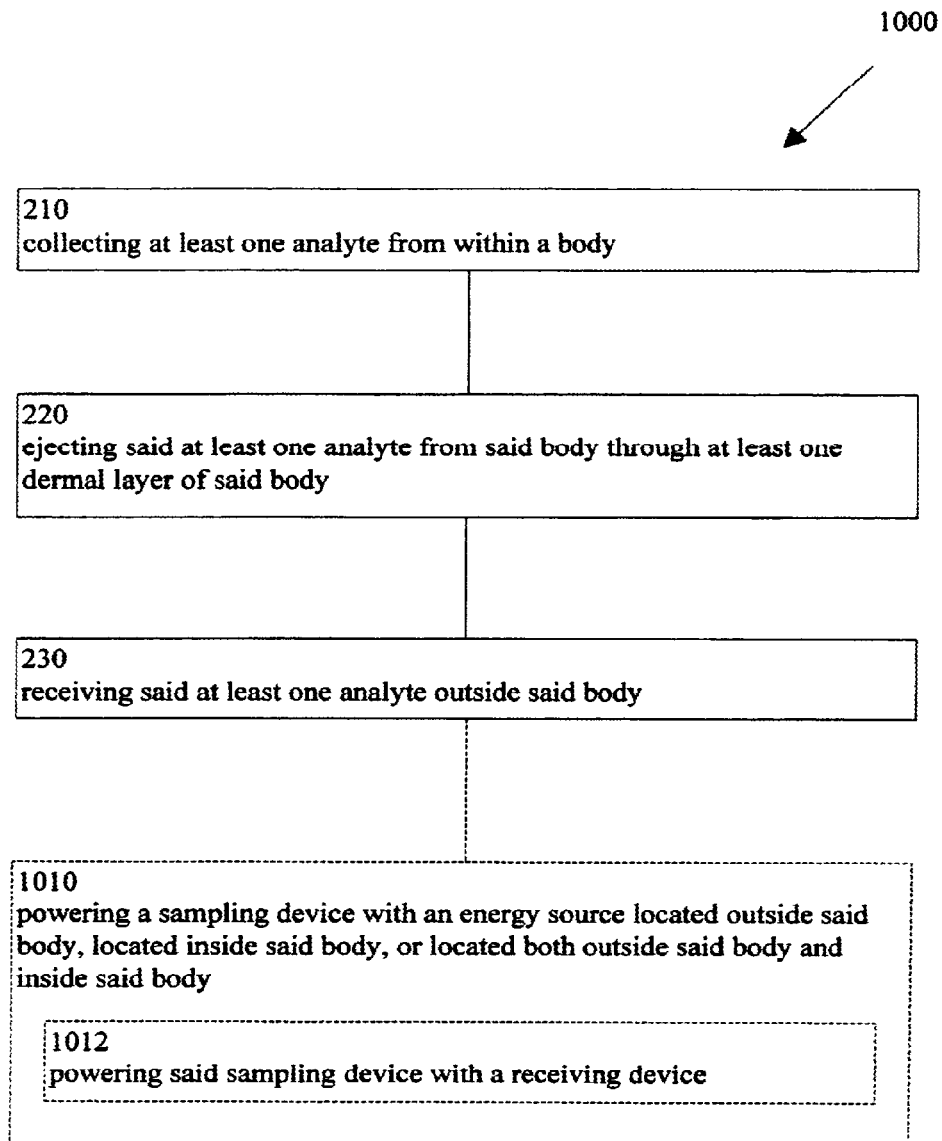 1000
210
collecting at least one analyte from within a body
220
ejecting said at least one analyte from said body through at least one
dermal layer of said body
230
receiving said at least one analyte outside said body
1010
powering a sampling device with an energy source located outside said
body, located inside said body, or located both outside said body and
inside said body
1012
powering said sampling device with a receiving device